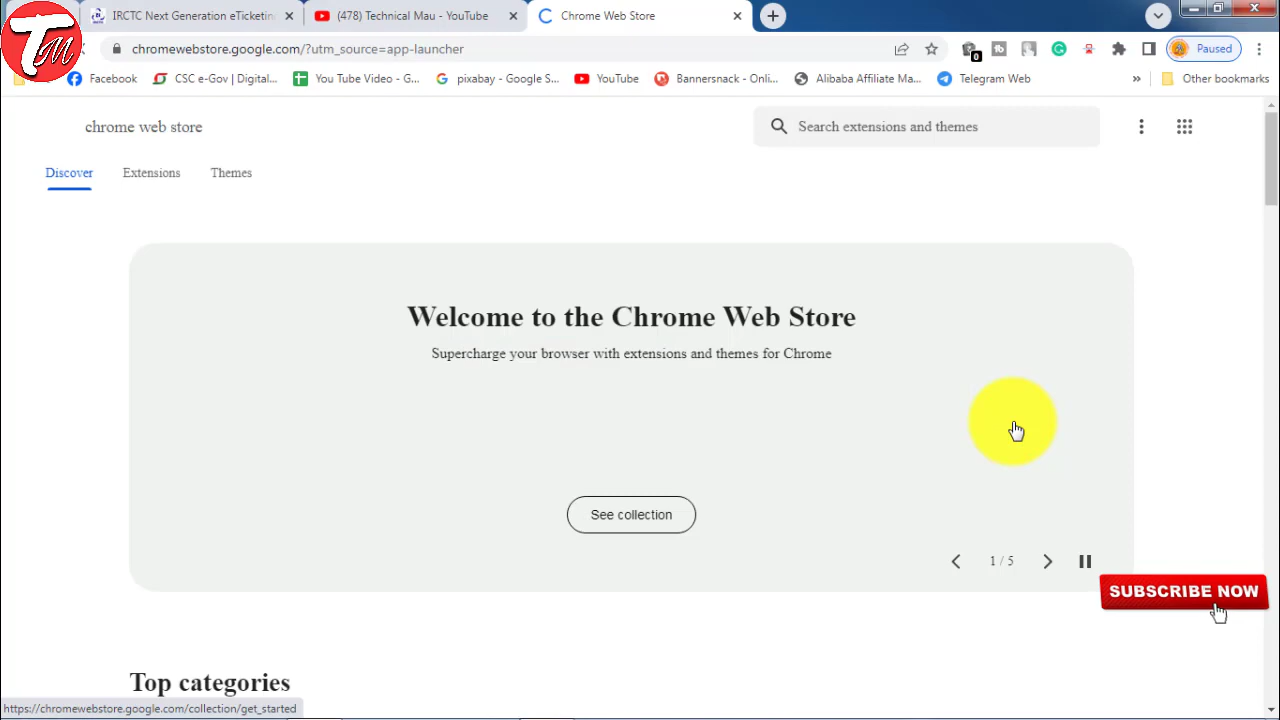 TM
IRCTC Next Generation eTicketin
(478) Technical Mau - YouTube
Chrome Web Store
chromewebstore.google.com/?utm_source=app-launcher
0
Paused
Facebook
CSC e-Gov | Digital...
You Tube Video - G...
pixabay - Google S...
YouTube
Bannersnack - Onli...
Alibaba Affiliate Ma...
Telegram Web
»
Other bookmarks
chrome web store
Search extensions and themes
Discover
Extensions
Themes
Welcome to the Chrome Web Store
Supercharge your browser with extensions and themes for Chrome
See collection
1 / 5
SUBSCRIBE NOW
Top categories
https://chromewebstore.google.com/collection/get_started